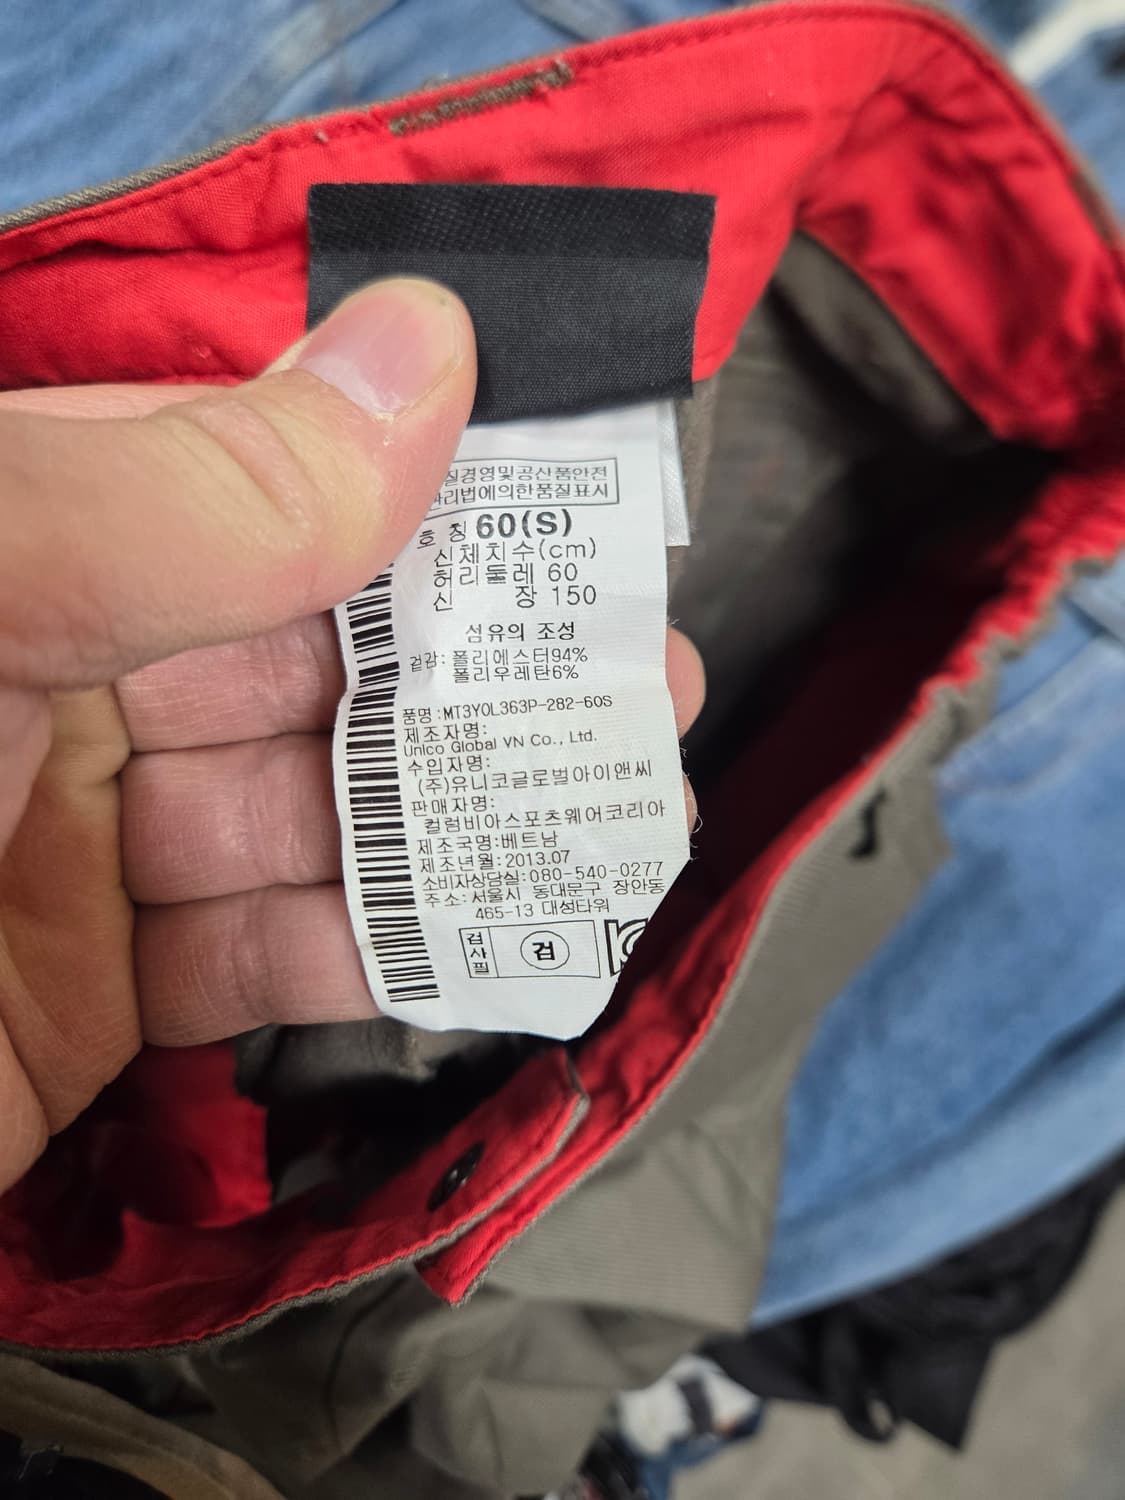 질경영및공산품안전
관리법에의한품질표시
호 칭 60(S)
신체치수(cm)
허리둘레 60
신 장 150
섬유의 조성
겉감: 폴리에스터94%
폴리우레탄6%
품명:MT3Y0L363P-282-60S
제조자명:
Unico Global VN Co., Ltd.
수입자명:
(주)유니코글로벌아이앤씨
판매자명:
컬럼비아스포츠웨어코리아
제조국명:베트남
제조년월:2013.07
소비자상담실:080-540-0277
주소:서울시 동대문구 장안동
465-13 대성타워
검사필
검